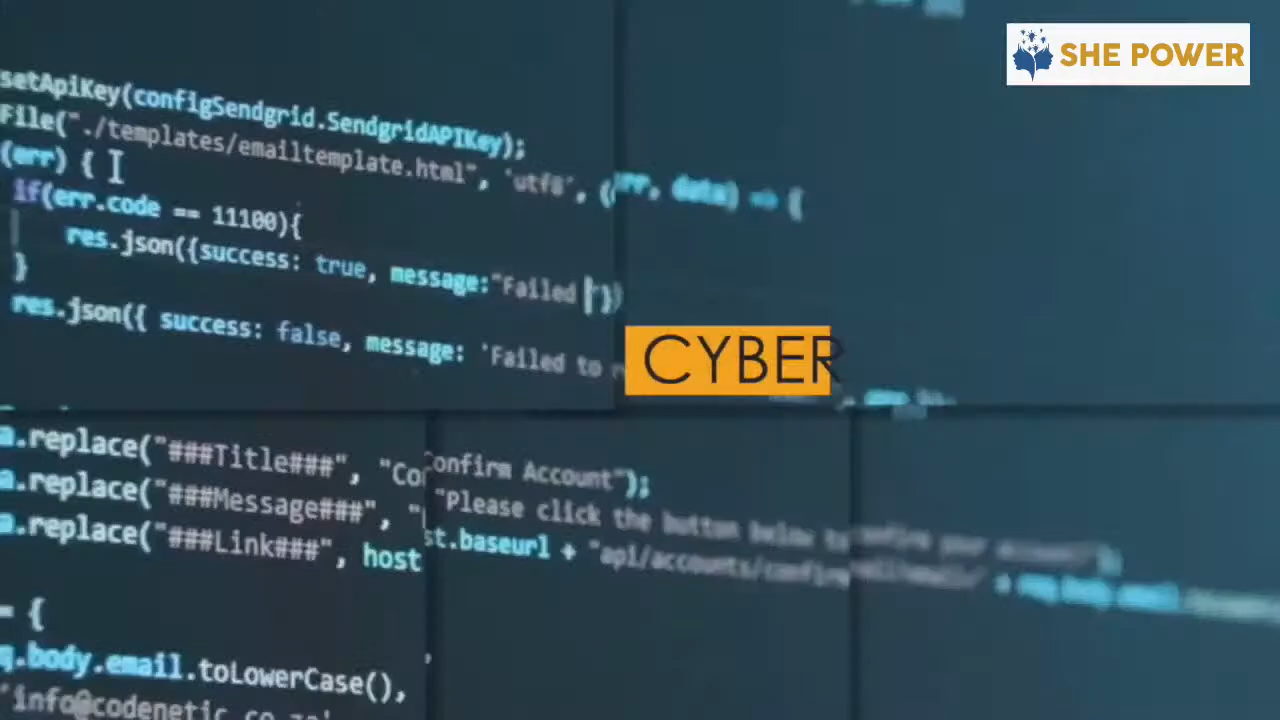 SHE POWER
setApiKey(configSendgrid.SendgridAPIKey);
File("./templates/emailtemplate.html", 'utf8', (err, data) => {
(err) {
if(err.code == 11100){
res.json({success: true, message:"Failed "})
}
res.json({ success: false, message: 'Failed to
CYBER
a.replace("###Title###", "Confirm Account");
a.replace("###Message###", "Please click the button below to confirm your account");
a.replace("###Link###", host.baseurl + "api/accounts/confirm
= {
q.body.email.toLowerCase(),
'info@codenetic.co.za'